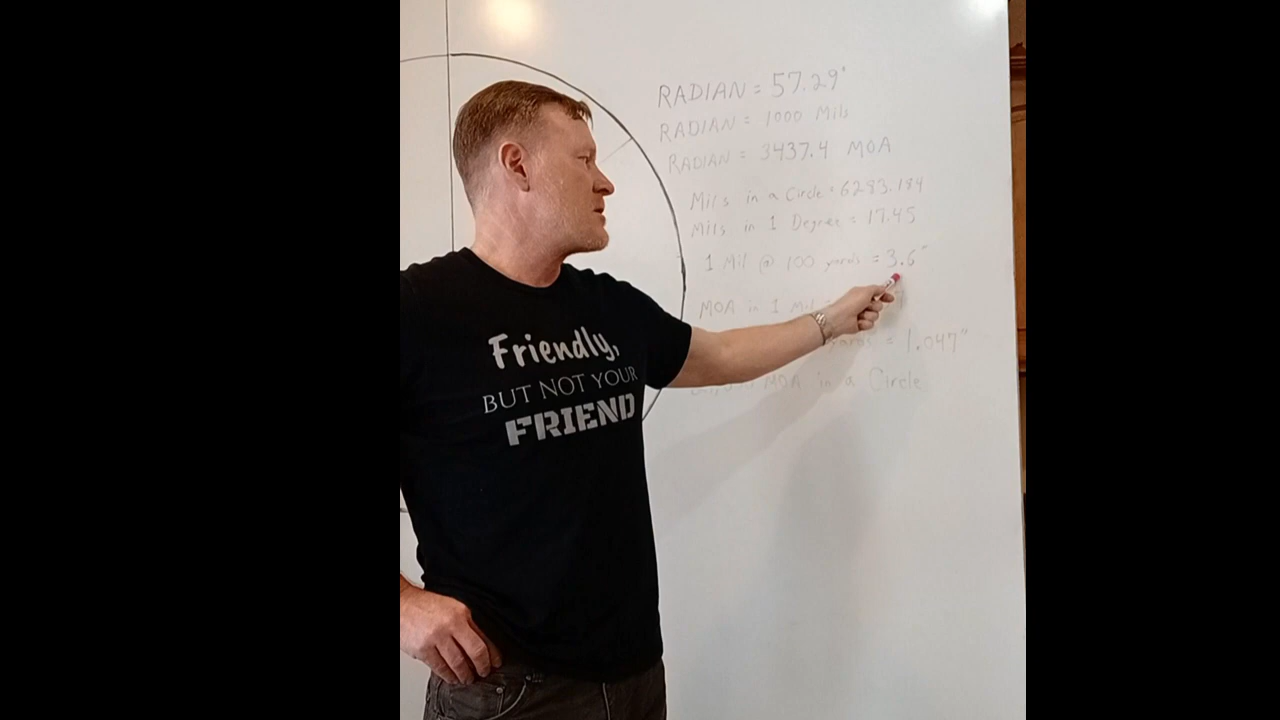 RADIAN = 57.29°
RADIAN = 1000 Mils
RADIAN = 3437.4 MOA
Mils in a Circle = 6283.184
Mils in 1 Degree = 17.45
1 Mil @ 100 yards = 3.6"
MOA in 1 Mil
yards = 1.047"
MOA in a Circle
Friendly,
BUT NOT YOUR
FRIEND